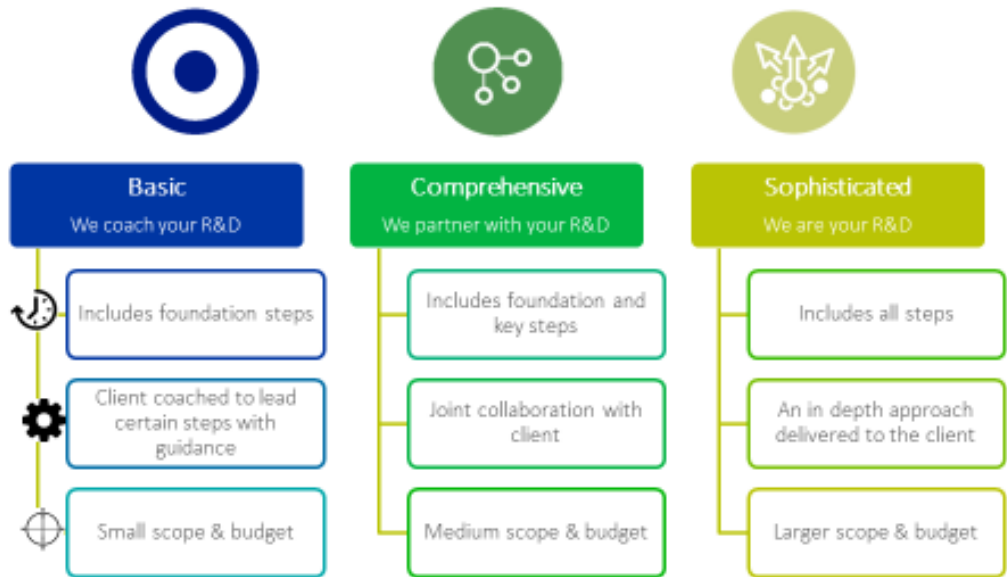 Basic
We coach your R&D
Includes foundation steps
Client coached to lead
certain steps with
guidance
Small scope & budget
Comprehensive
We partner with your R&D
Includes foundation and
key steps
Joint collaboration with
client
Medium scope & budget
Sophisticated
We are your R&D
Includes all steps
An in depth approach
delivered to the client
Larger scope & budget